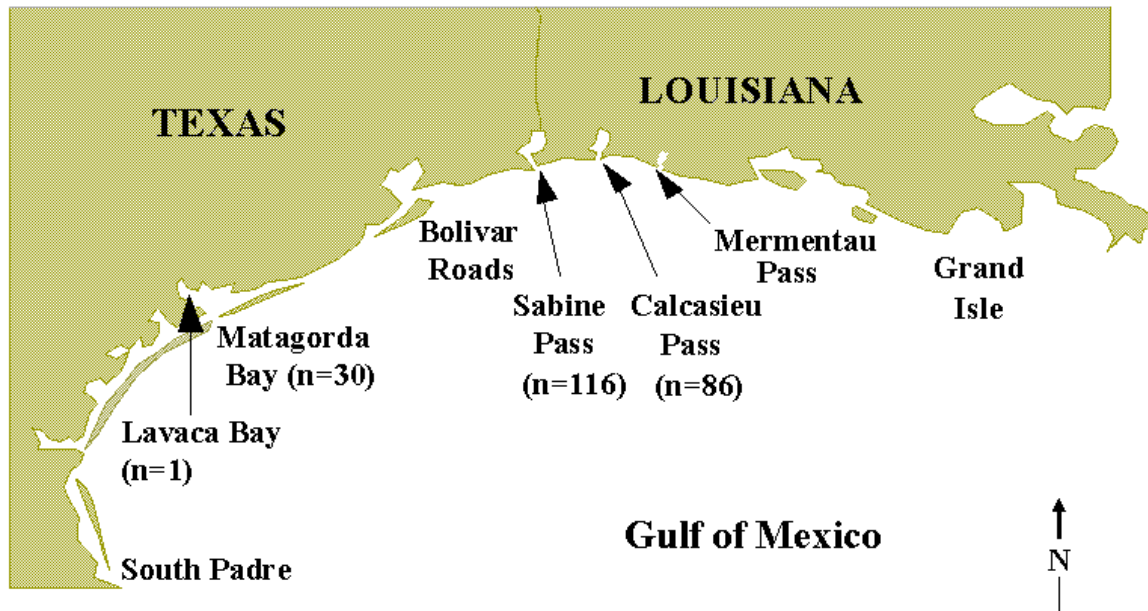 LOUISIANA
TEXAS
Bolivar
Roads
Mermentau
Pass
Grand
Isle
Sabine
Pass
(n=116)
Calcasieu
Pass
(n=86)
Matagorda
Bay (n=30)
Lavaca Bay
(n=1)
Gulf of Mexico
N
South Padre